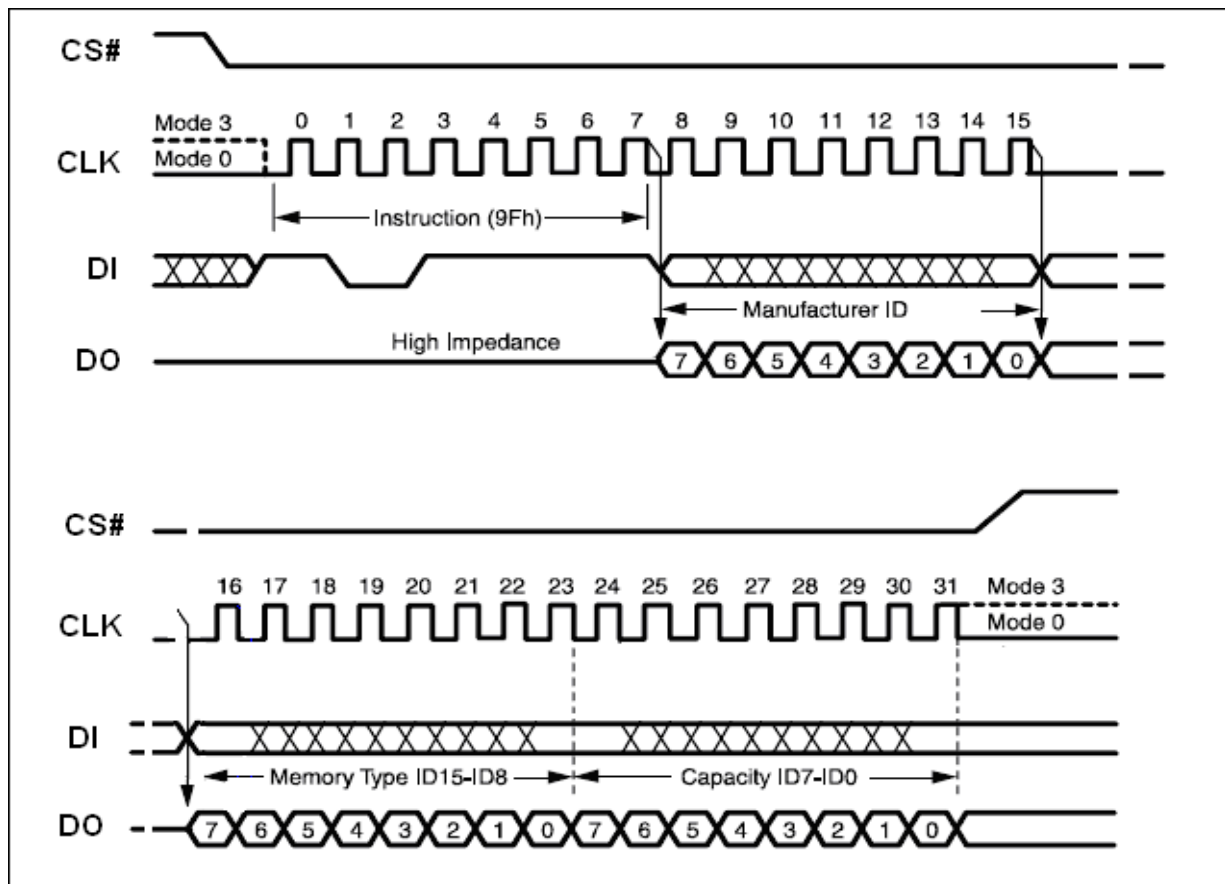 CS#
Mode 3
0 1 2 3 4 5 6 7 8 9 10 11 12 13 14 15
CLK
Mode 0
Instruction (9Fh)
DI
Manufacturer ID
High Impedance
DO
7 6 5 4 3 2 1 0
CS#
16 17 18 19 20 21 22 23 24 25 26 27 28 29 30 31
Mode 3
CLK
Mode 0
DI
Memory Type ID15-ID8
Capacity ID7-ID0
DO
7 6 5 4 3 2 1 0 7 6 5 4 3 2 1 0